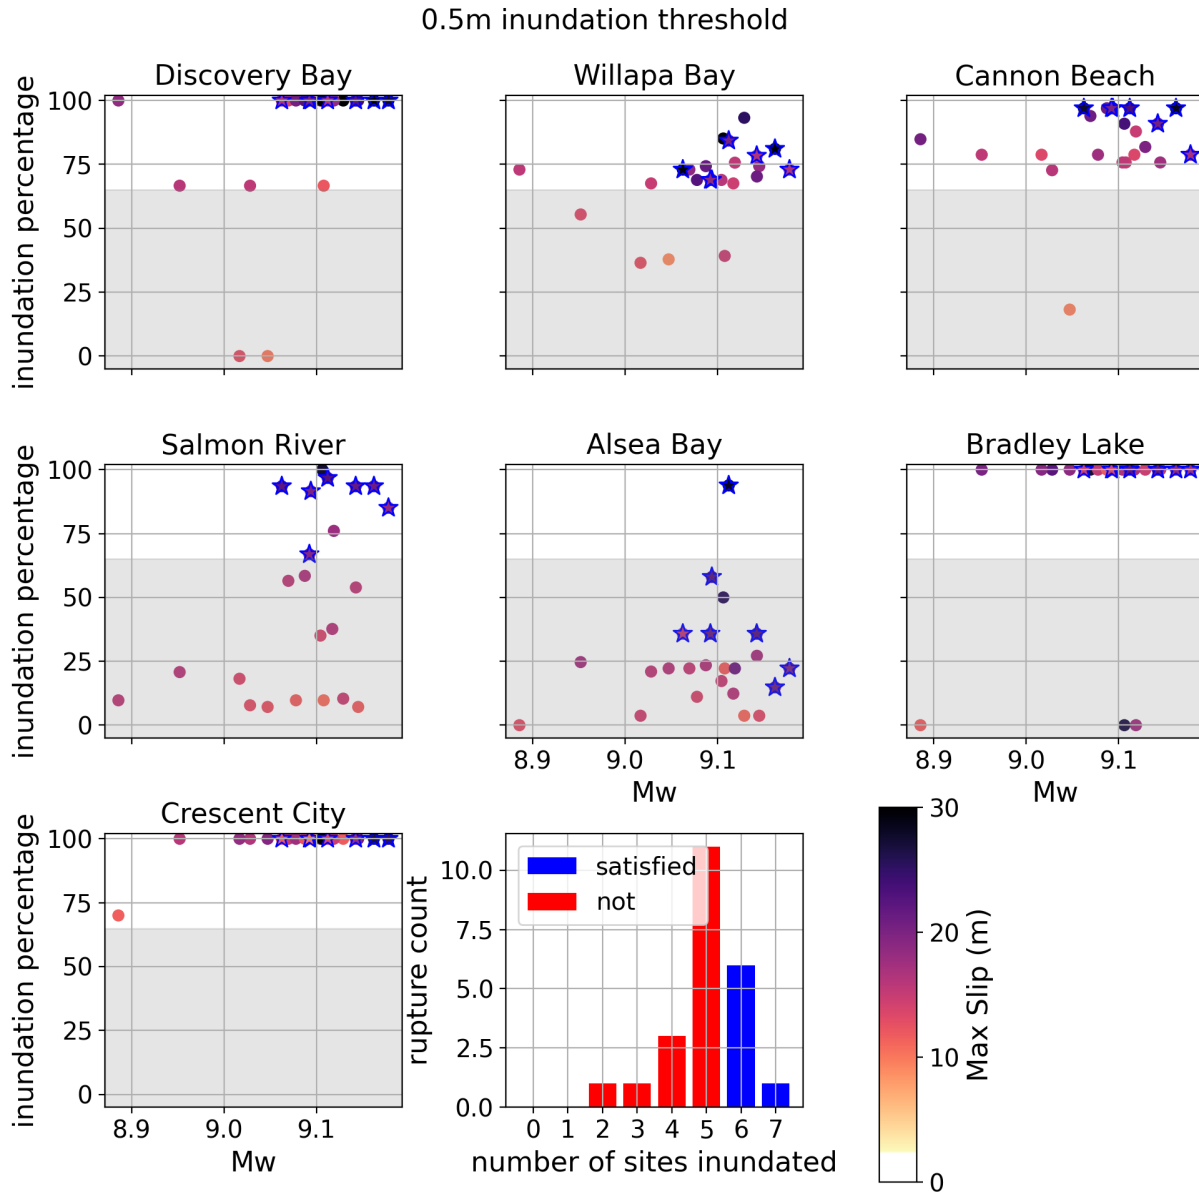 0.5m inundation threshold
Discovery Bay
Willapa Bay
Cannon Beach
inundation percentage
100
75
50
25
0
Salmon River
Alsea Bay
Bradley Lake
inundation percentage
100
75
50
25
0
8.9 9.0 9.1
Mw
8.9 9.0 9.1
Mw
Crescent City
inundation percentage
100
75
50
25
0
8.9 9.0 9.1
Mw
rupture count
10.0
7.5
5.0
2.5
0.0
satisfied
not
0 1 2 3 4 5 6 7
number of sites inundated
30
20
10
0
Max Slip (m)